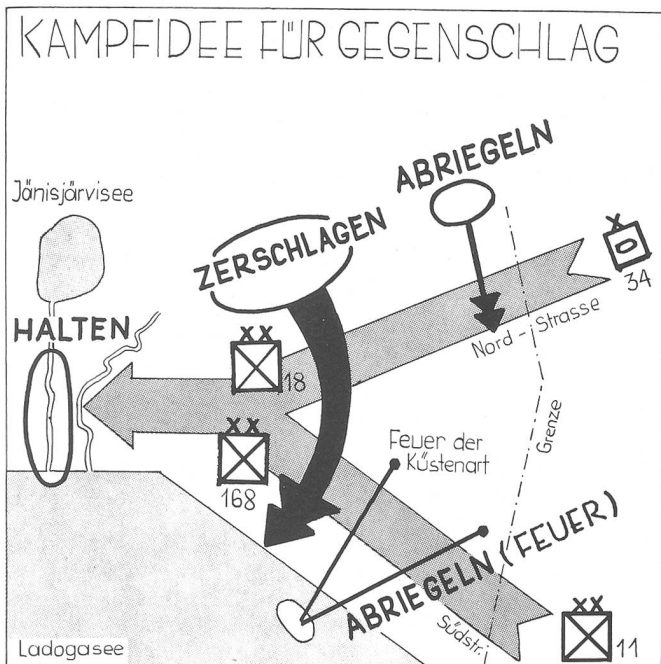 KAMPFIDEE FÜR GEGENSCHLAG
Jänisjärvisee
ABRIEGELN
ZERSCHLAGEN
X
34
Nord-Strasse
HALTEN
XX
18
XX
168
Grenze
Feuer der
Küstenart
ABRIEGELN (FEUER)
Südstr.
XX
11
Ladogasee